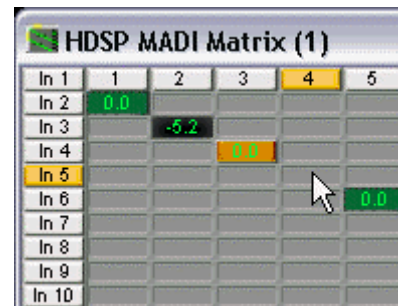 HDSP MADI Matrix (1)
In 1 1 2 3 4 5
In 2 0.0
In 3 -5.2
In 4 0.0
In 5
In 6 0.0
In 7
In 8
In 9
In 10